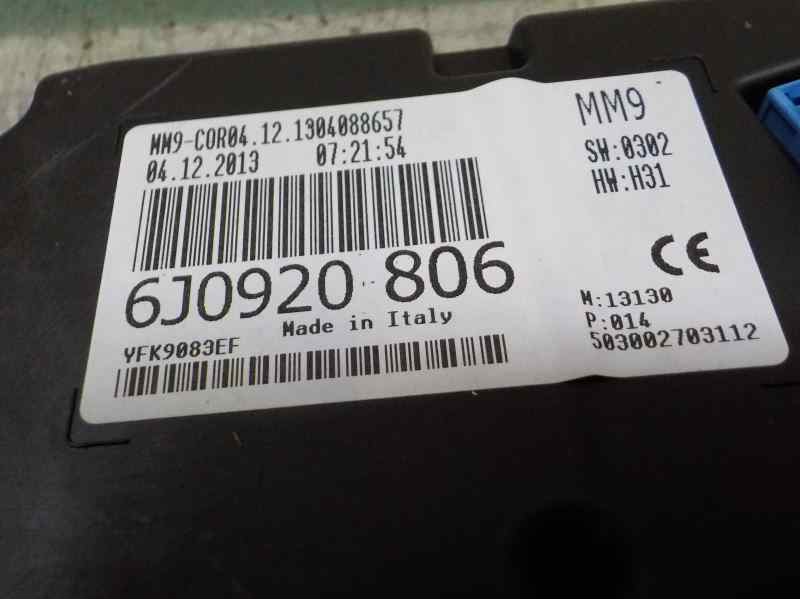 MM9-COR04.12.1304088657
04.12.2013 07:21:54
6J0920 806
Made in Italy
YFK9083EF
MM9
SW:0302
HW:H31
CE
M:13130
P:014
503002703112